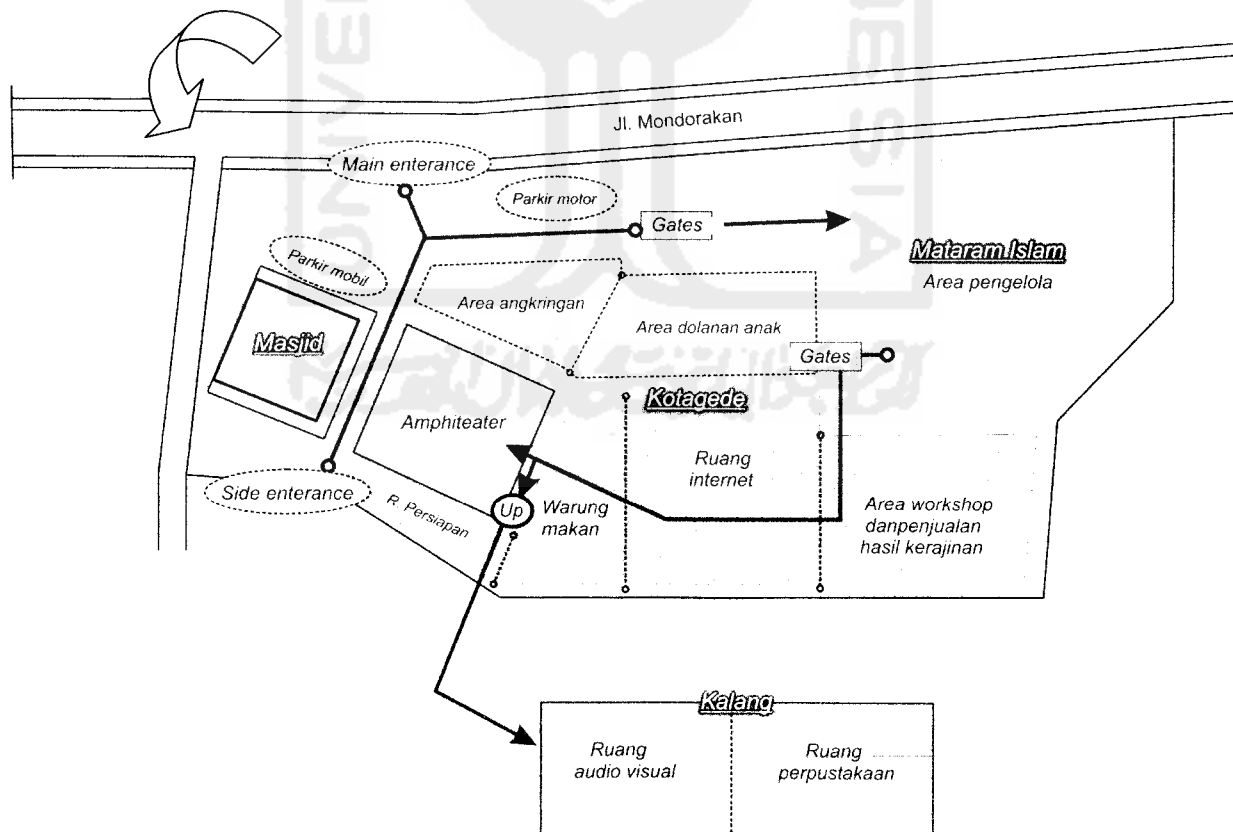 Jl. Mondorakan
Main enterance
Parkir motor
Gates
Mataram Islam
Area pengelola
Parkir mobil
Area angkringan
Area dolanan anak
Masjid
Gates
Kotagede
Amphiteater
Ruang
internet
Side enterance
R. Persiapan
Up
Warung
makan
Area workshop
danpenjualan
hasil kerajinan
Kalang
Ruang
audio visual
Ruang
perpustakaan